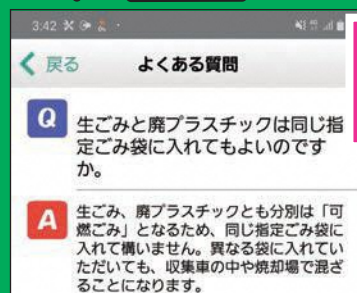 3:42
戻る よくある質問
Q 生ごみと廃プラスチックは同じ指
定ごみ袋に入れてもよいのです
か。
A 生ごみ、廃プラスチックとも分別は「可
燃ごみ」となるため、同じ指定ごみ袋に
入れて構いません。異なる袋に入れてい
ただいても、収集車の中や焼却場で混ざ
ることになります。